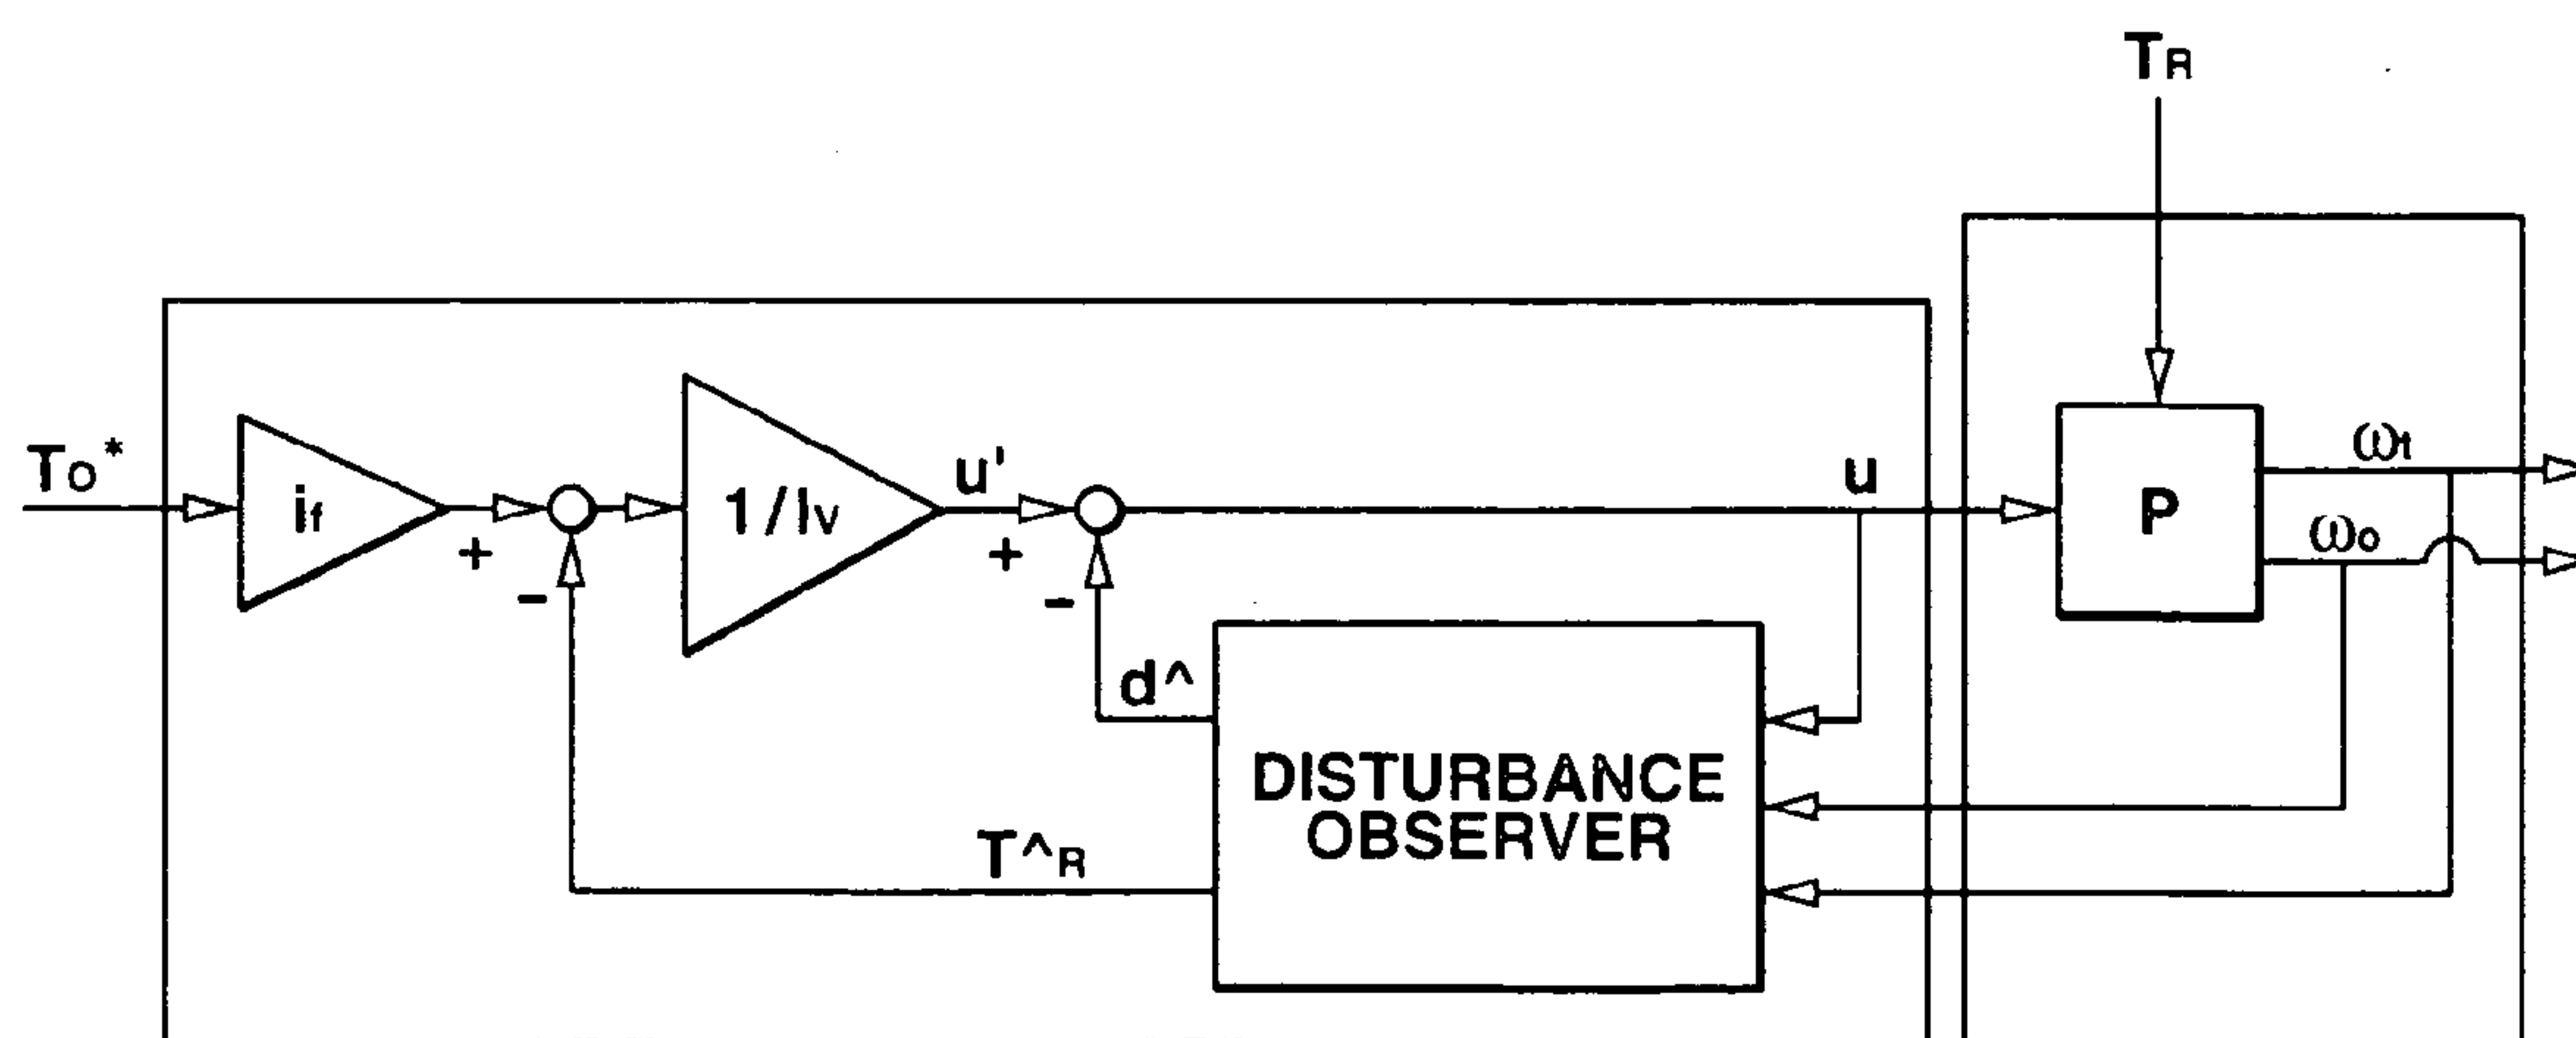 TR
To*
if
+
-
1/Iv
u'
+
-
u
P
ωt
ωo
d^
T^R
DISTURBANCE
OBSERVER